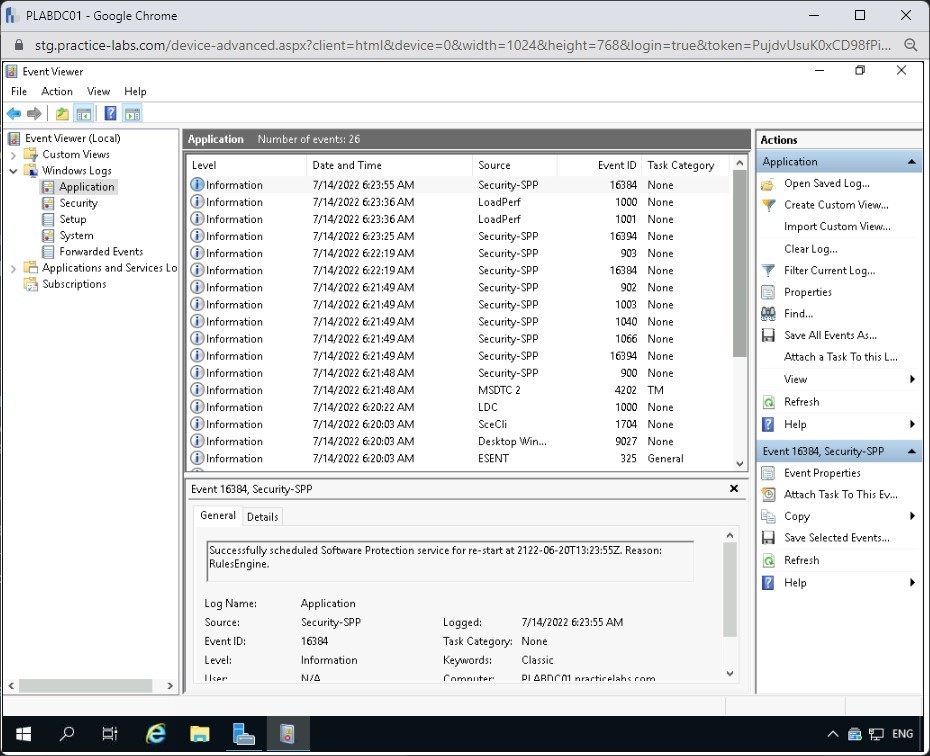 PLABDC01 - Google Chrome
stg.practice-labs.com/device-advanced.aspx?client=html&device=0&width=1024&height=768&login=true&token=PujdvUsuK0xCD98fPi...
Event Viewer
File Action View Help
Event Viewer (Local)
Custom Views
Windows Logs
Application
Security
Setup
System
Forwarded Events
Applications and Services Lo
Subscriptions
Application Number of events: 26
Level Date and Time Source Event ID Task Category
Information 7/14/2022 6:23:55 AM Security-SPP 16384 None
Information 7/14/2022 6:23:36 AM LoadPerf 1000 None
Information 7/14/2022 6:23:36 AM LoadPerf 1001 None
Information 7/14/2022 6:23:25 AM Security-SPP 16394 None
Information 7/14/2022 6:22:19 AM Security-SPP 903 None
Information 7/14/2022 6:22:19 AM Security-SPP 16384 None
Information 7/14/2022 6:21:49 AM Security-SPP 902 None
Information 7/14/2022 6:21:49 AM Security-SPP 1003 None
Information 7/14/2022 6:21:49 AM Security-SPP 1040 None
Information 7/14/2022 6:21:49 AM Security-SPP 1066 None
Information 7/14/2022 6:21:49 AM Security-SPP 16394 None
Information 7/14/2022 6:21:48 AM Security-SPP 900 None
Information 7/14/2022 6:21:48 AM MSDTC 2 4202 TM
Information 7/14/2022 6:20:22 AM LDC 1000 None
Information 7/14/2022 6:20:03 AM SceCli 1704 None
Information 7/14/2022 6:20:03 AM Desktop Win... 9027 None
Information 7/14/2022 6:20:03 AM ESENT 325 General
Event 16384, Security-SPP
General Details
Successfully scheduled Software Protection service for re-start at 2122-06-20T13:23:55Z. Reason:
RulesEngine.
Log Name: Application
Source: Security-SPP Logged: 7/14/2022 6:23:55 AM
Event ID: 16384 Task Category: None
Level: Information Keywords: Classic
User: N/A Computer: PLABDC01.practicelabs.com
Actions
Application
Open Saved Log...
Create Custom View...
Import Custom View...
Clear Log...
Filter Current Log...
Properties
Find...
Save All Events As...
Attach a Task To this L...
View
Refresh
Help
Event 16384, Security-SPP
Event Properties
Attach Task To This Ev...
Copy
Save Selected Events...
Refresh
Help
ENG